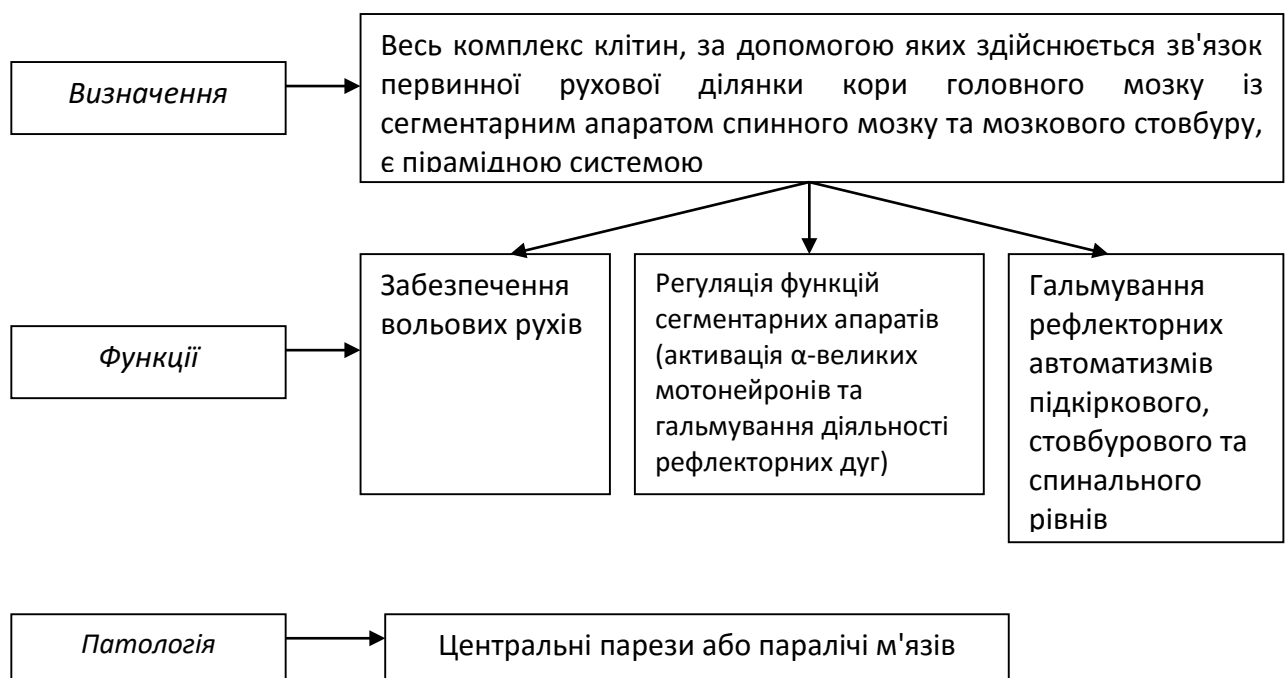 Визначення
Весь комплекс клітин, за допомогою яких здійснюється зв'язок
первинної рухової ділянки кори головного мозку із
сегментарним апаратом спинного мозку та мозкового стовбуру,
є пірамідною системою
Функції
Забезпечення
вольових рухів
Регуляція функцій
сегментарних апаратів
(активація α-великих
мотонейронів та
гальмування діяльності
рефлекторних дуг)
Гальмування
рефлекторних
автоматизмів
підкіркового,
стовбурового та
спинального
рівнів
Патологія
Центральні парези або паралічі м'язів